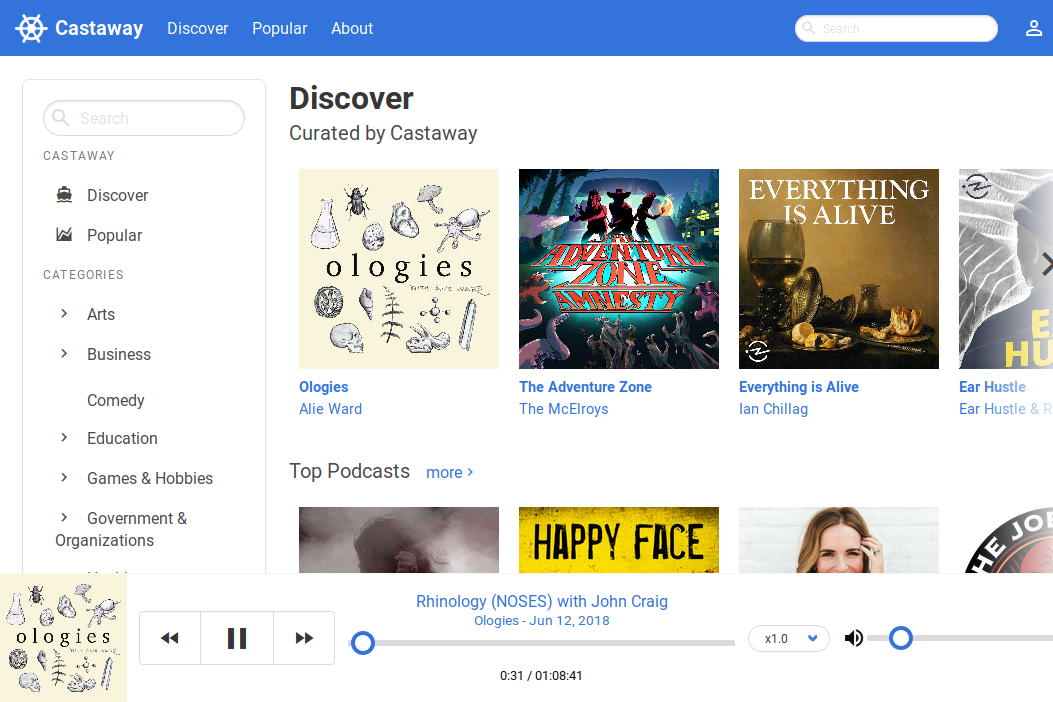 Castaway
Discover
Popular
About
Search
Search
CASTAWAY
Discover
Popular
CATEGORIES
Arts
Business
Comedy
Education
Games & Hobbies
Government &
Organizations
Discover
Curated by Castaway
ologies
WITH ALIE WARD
Ologies
Alie Ward
THE
ADVENTURE
ZONE
AMNESTY
The Adventure Zone
The McElroys
EVERYTHING
IS ALIVE
Everything is Alive
Ian Chillag
E
HU
Ear Hustle
Ear Hustle & R
Top Podcasts
more
HAPPY FACE
THE JOE
ologies
WITH ALIE WARD
Rhinology (NOSES) with John Craig
Ologies - Jun 12, 2018
0:31 / 01:08:41
x1.0